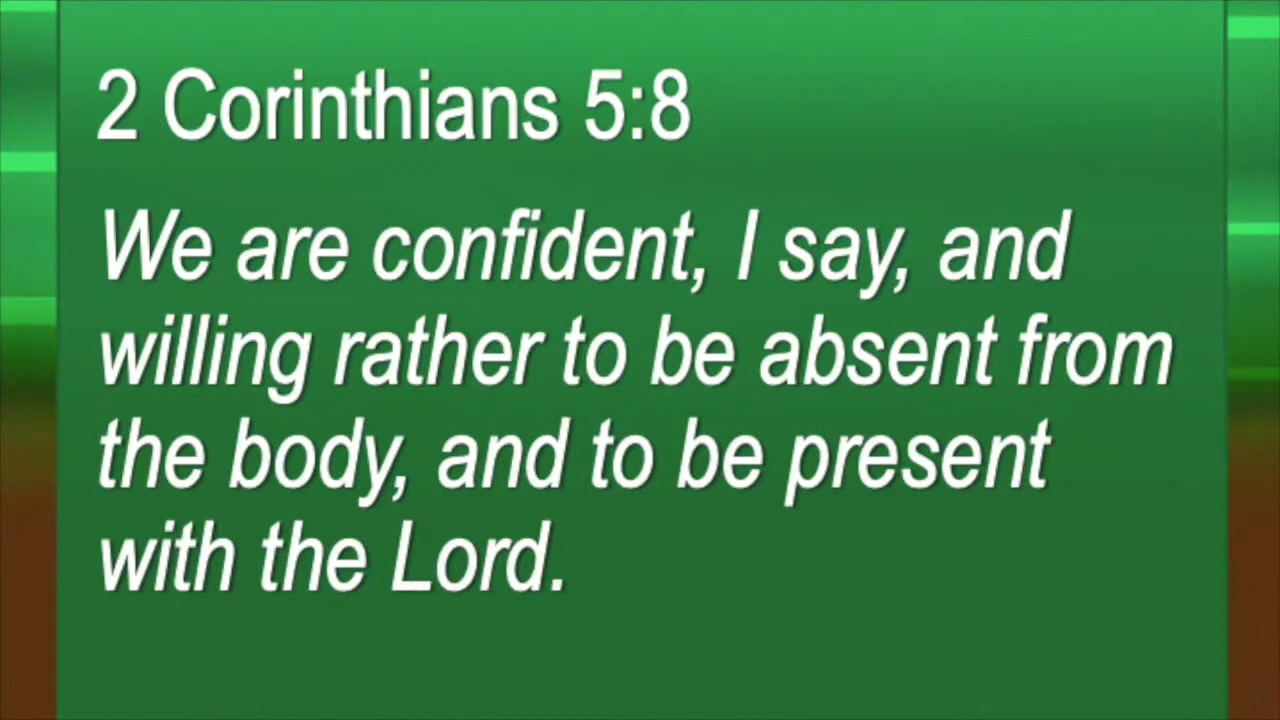 2 Corinthians 5:8
We are confident, I say, and
willing rather to be absent from
the body, and to be present
with the Lord.